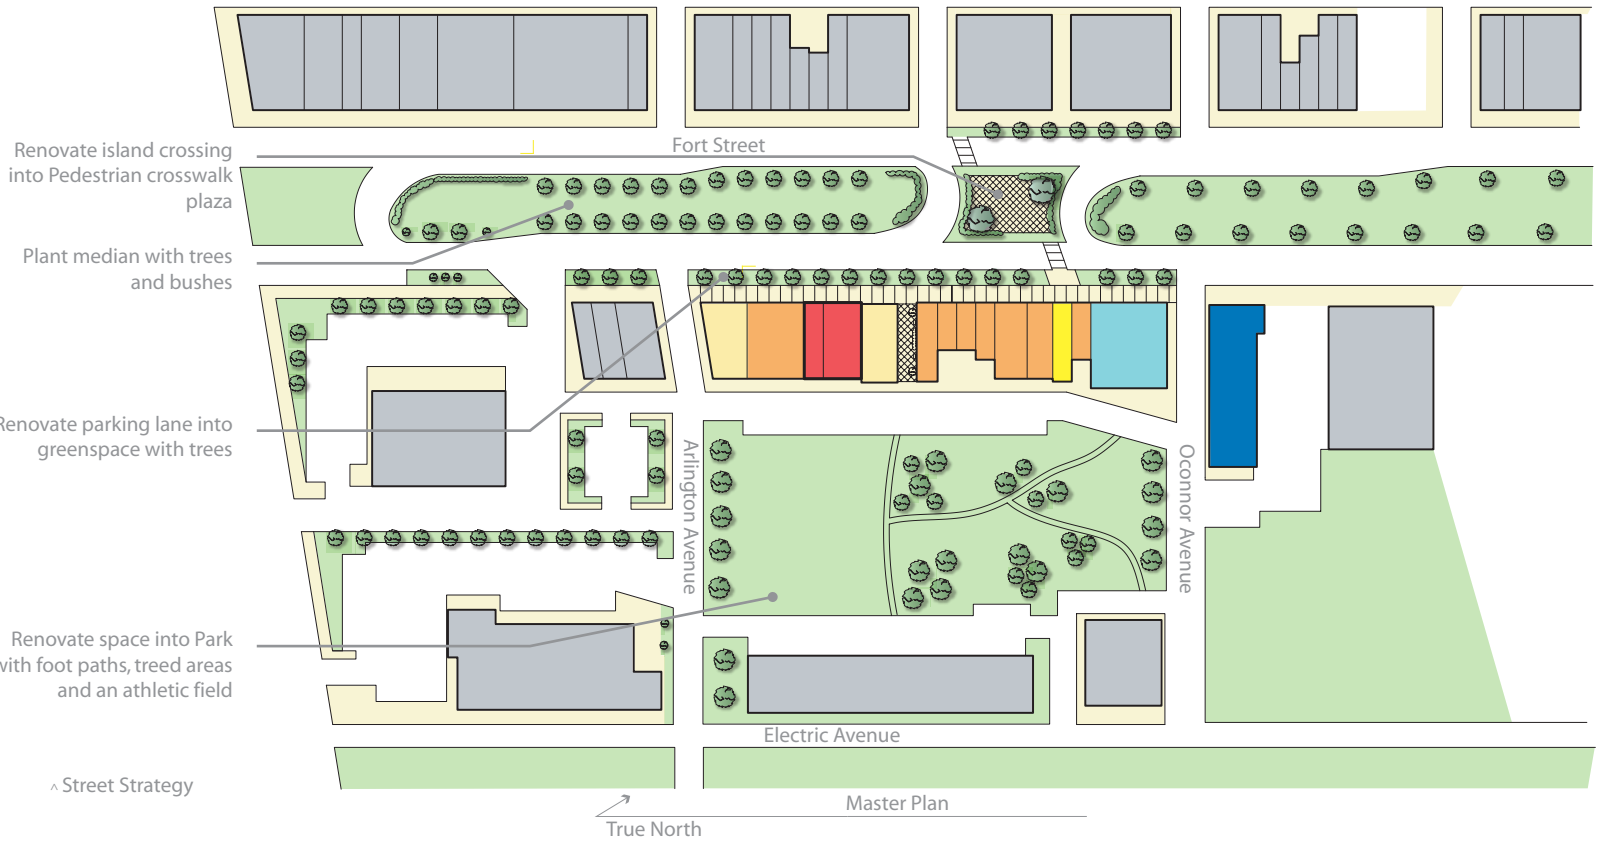 Fort Street
Renovate island crossing
into Pedestrian crosswalk
plaza
Plant median with trees
and bushes
Renovate parking lane into
greenspace with trees
Arlington Avenue
Oconnor Avenue
Renovate space into Park
with foot paths, treed areas
and an athletic field
Electric Avenue
^ Street Strategy
Master Plan
True North